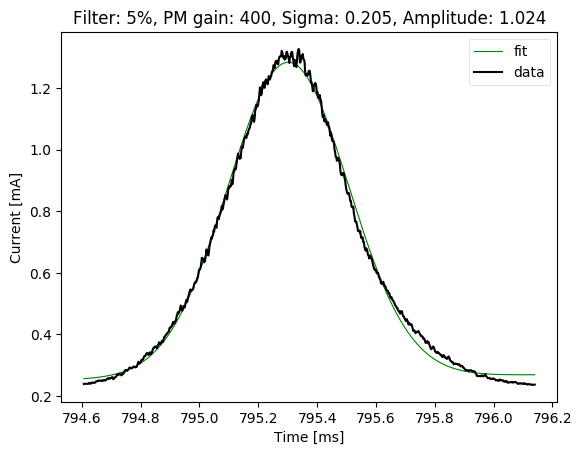 Filter: 5%, PM gain: 400, Sigma: 0.205, Amplitude: 1.024
fit
data
1.2
1.0
0.8
0.6
0.4
0.2
Current [mA]
794.6 794.8 795.0 795.2 795.4 795.6 795.8 796.0 796.2
Time [ms]